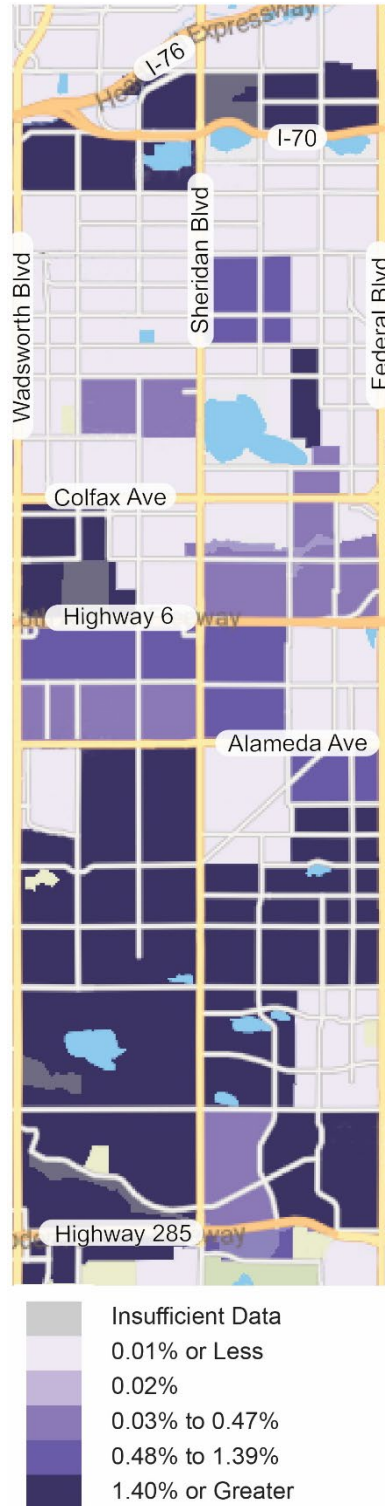 I-76
Expressway
I-70
Wadsworth Blvd
Sheridan Blvd
Federal Blvd
Colfax Ave
Highway 6
Alameda Ave
Highway 285
Insufficient Data
0.01% or Less
0.02%
0.03% to 0.47%
0.48% to 1.39%
1.40% or Greater